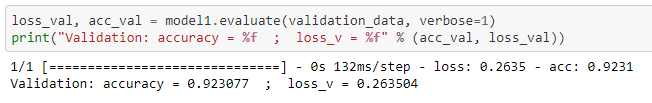 loss_val, acc_val = model1.evaluate(validation_data, verbose=1)
print("Validation: accuracy = %f  ;  loss_v = %f" % (acc_val, loss_val))
1/1 [==============================] - 0s 132ms/step - loss: 0.2635 - acc: 0.9231
Validation: accuracy = 0.923077  ;  loss_v = 0.263504